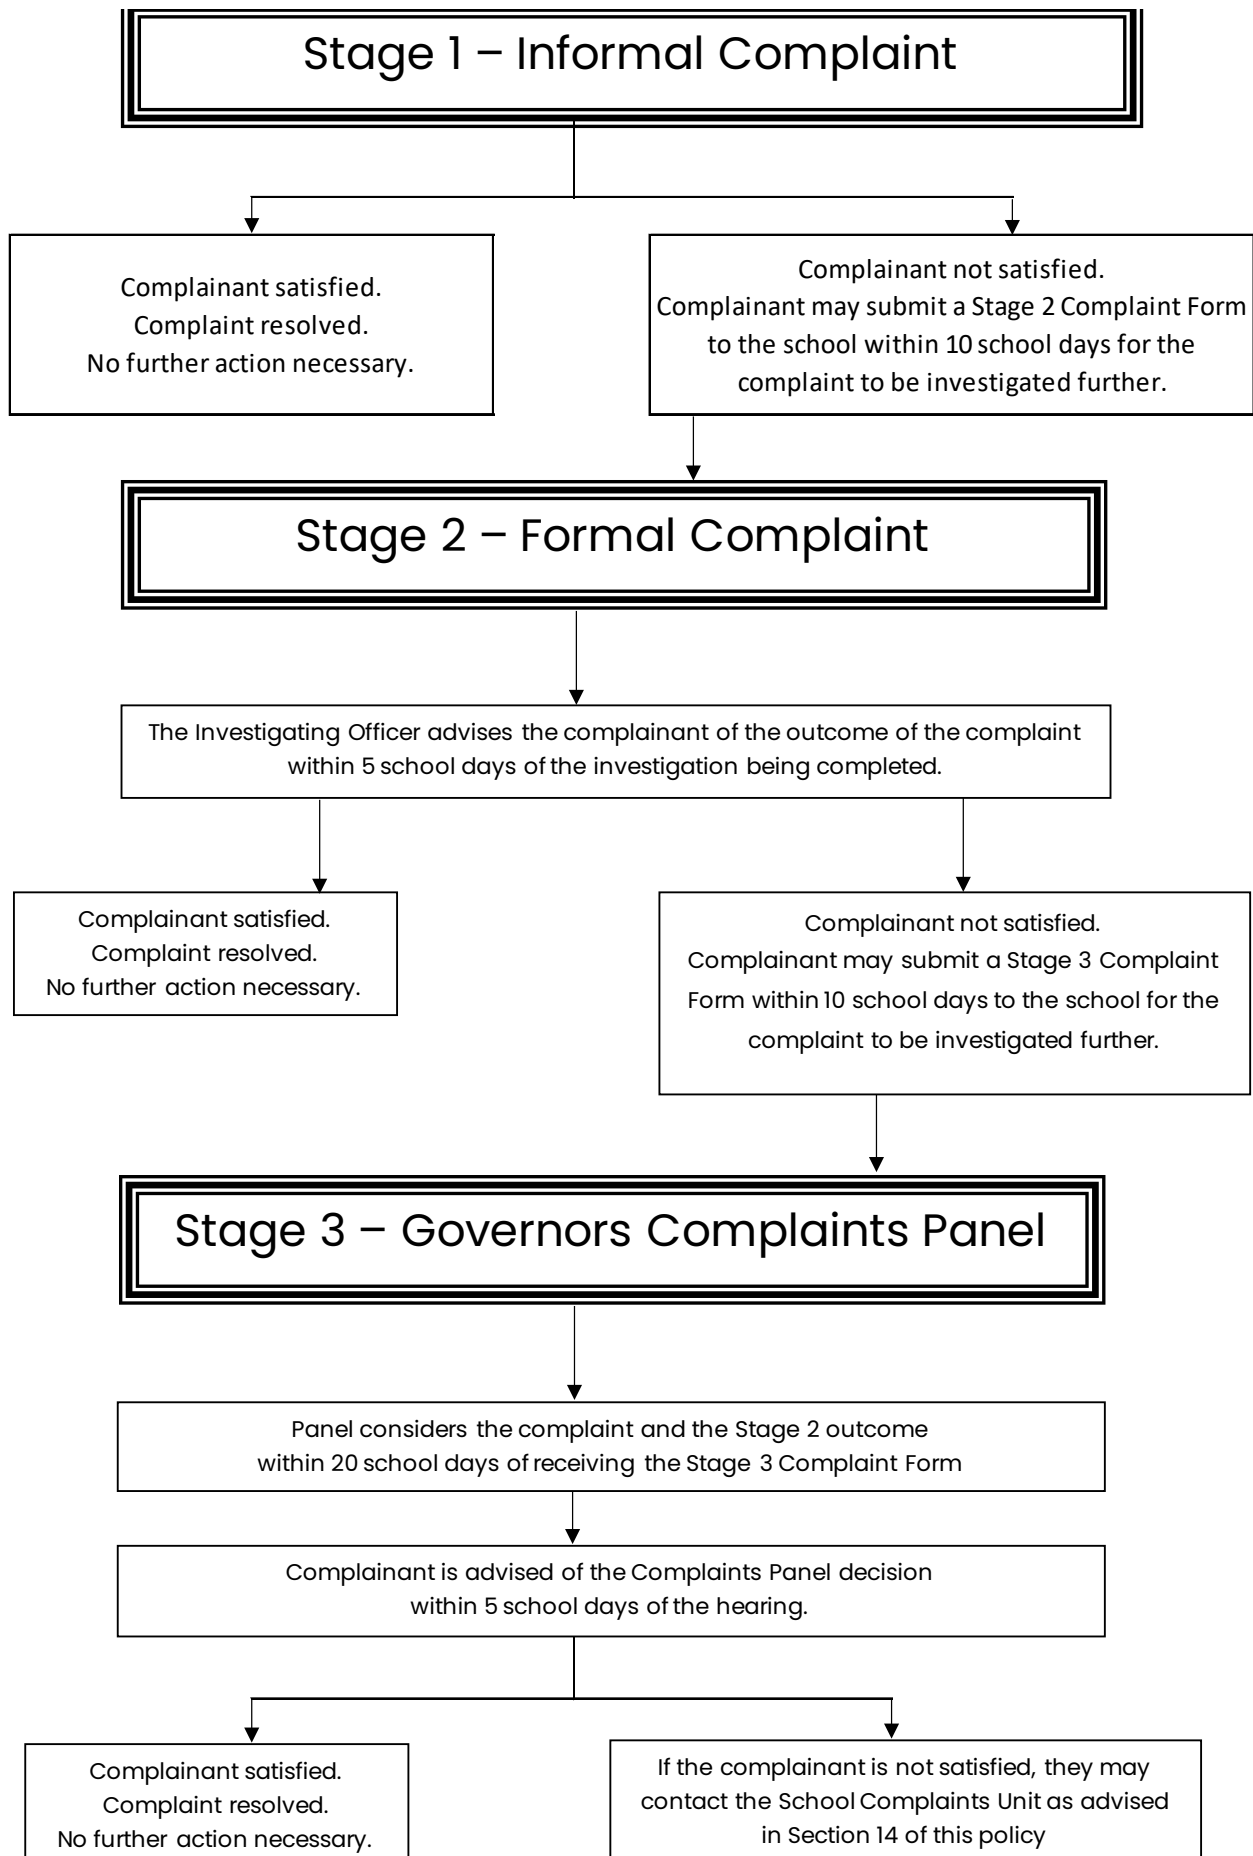 Stage 1 – Informal Complaint
Complainant satisfied.
Complaint resolved.
No further action necessary.
Complainant not satisfied.
Complainant may submit a Stage 2 Complaint Form
to the school within 10 school days for the
complaint to be investigated further.
Stage 2 – Formal Complaint
The Investigating Officer advises the complainant of the outcome of the complaint
within 5 school days of the investigation being completed.
Complainant satisfied.
Complaint resolved.
No further action necessary.
Complainant not satisfied.
Complainant may submit a Stage 3 Complaint
Form within 10 school days to the school for the
complaint to be investigated further.
Stage 3 – Governors Complaints Panel
Panel considers the complaint and the Stage 2 outcome
within 20 school days of receiving the Stage 3 Complaint Form
Complainant is advised of the Complaints Panel decision
within 5 school days of the hearing.
Complainant satisfied.
Complaint resolved.
No further action necessary.
If the complainant is not satisfied, they may
contact the School Complaints Unit as advised
in Section 14 of this policy